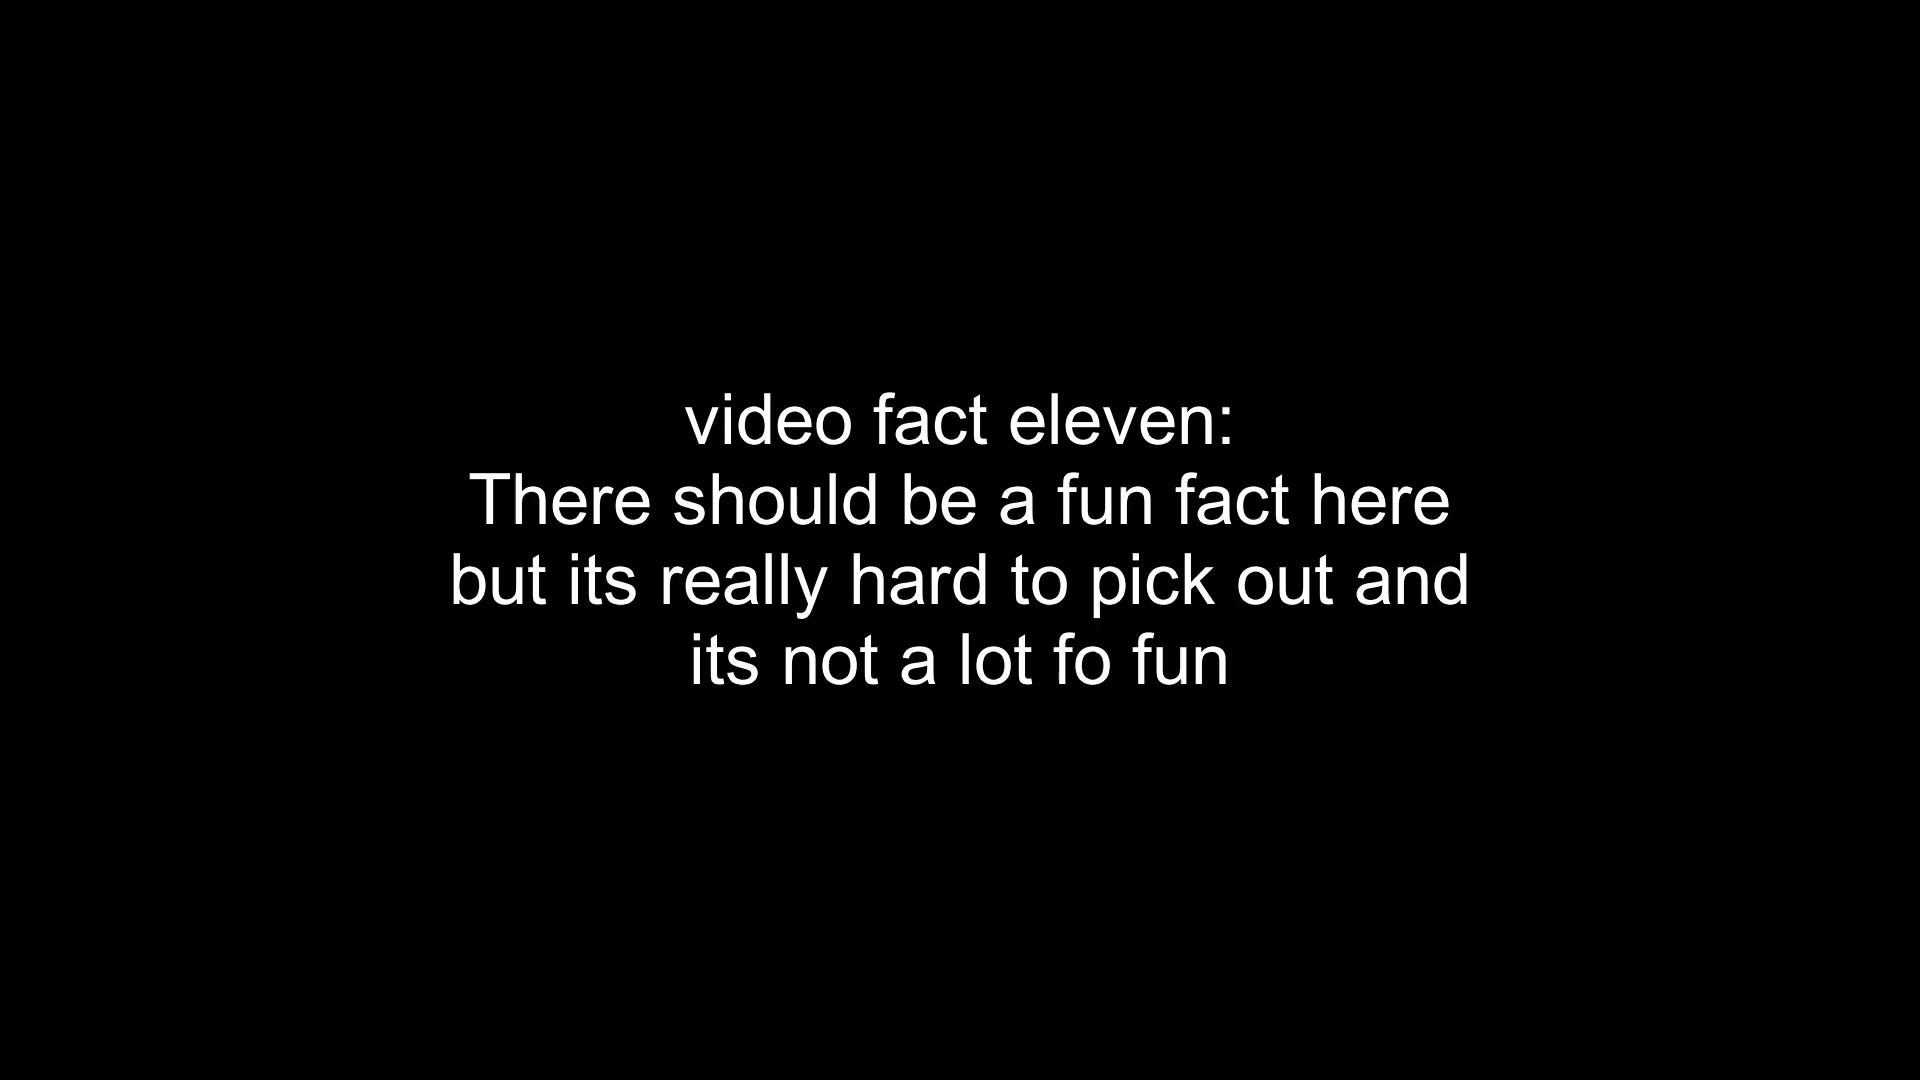 video fact eleven:
There should be a fun fact here
but its really hard to pick out and
its not a lot fo fun